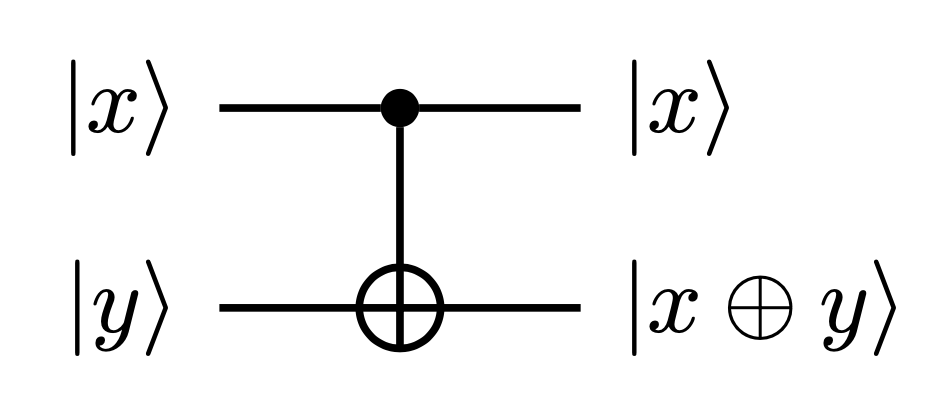 |x⟩ |x⟩
|y⟩ |x ⊕ y⟩